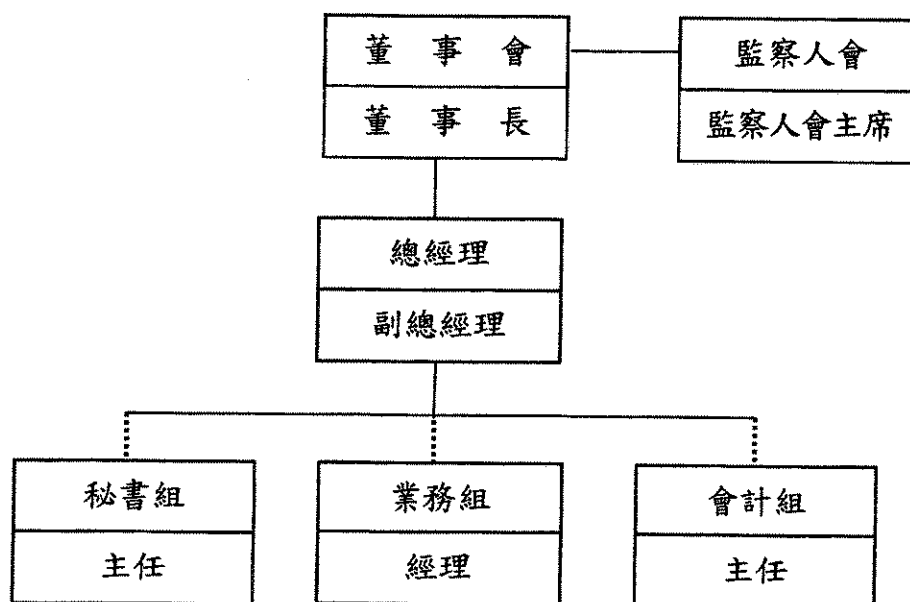 董事會
監察人會
董事長
監察人會主席
總經理
副總經理
秘書組
業務組
會計組
主任
經理
主任